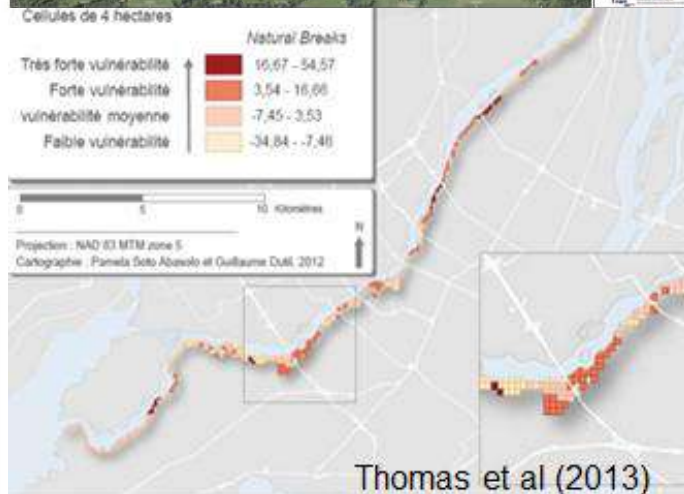 Cellules de 4 hectares
Natural Breaks
Très forte vulnérabilité 16,67 - 54,57
Forte vulnérabilité 3,54 - 16,66
vulnérabilité moyenne -7,45 - 3,53
Faible vulnérabilité -34,84 - -7,46
0 5 10 Kilomètres
N
Projection : NAD 83 MTM zone 5
Cartographie : Pamela Soto Abasolo et Guillaume Dutil, 2012
Thomas et al (2013)